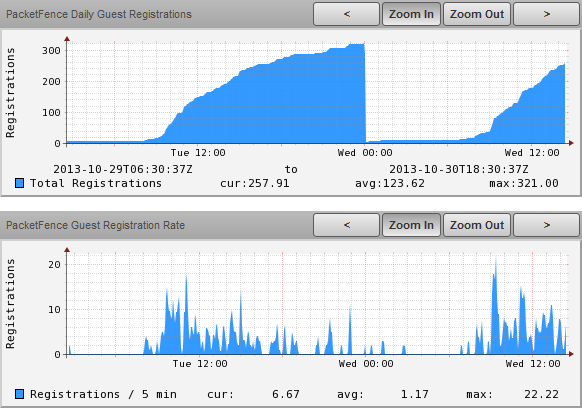 PacketFence Daily Guest Registrations < Zoom In Zoom Out >
Registrations
300
200
100
0
Tue 12:00 Wed 00:00 Wed 12:00
2013-10-29T06:30:37Z to 2013-10-30T18:30:37Z
Total Registrations cur:257.91 avg:123.62 max:321.00
PacketFence Guest Registration Rate < Zoom In Zoom Out >
Registrations
20
10
0
Tue 12:00 Wed 00:00 Wed 12:00
Registrations / 5 min cur: 6.67 avg: 1.17 max: 22.22